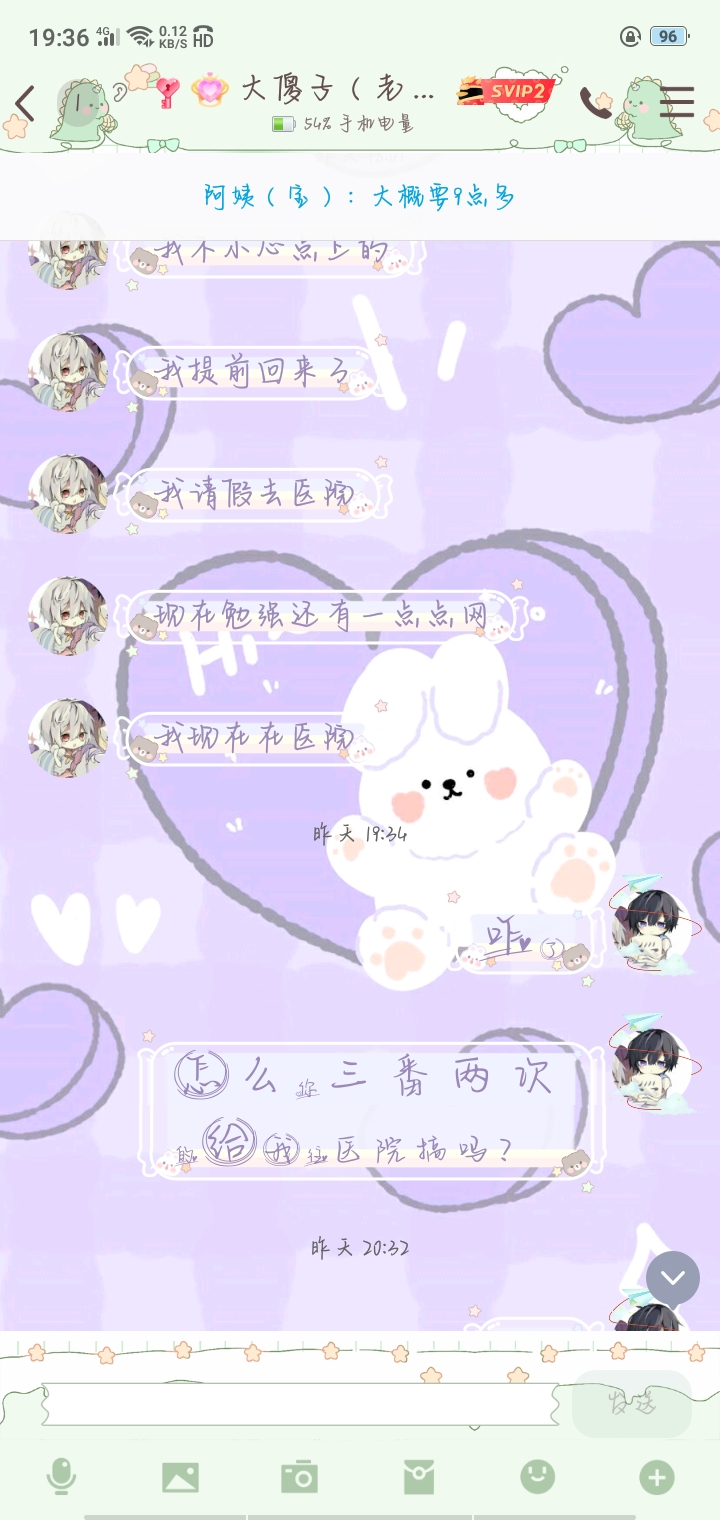 19:36 4G 0.12 KB/S HD 96
大傻子（老... SVIP2
54% 手机电量
阿姨（宝）：大概要9点多
我不小心点上的
我提前回来了
我请假去医院
现在勉强还有一点点网
Hi
我现在在医院
昨天 19:34
咋了
怎么你三番两次
能给我往医院搞吗？
昨天 20:32
发送